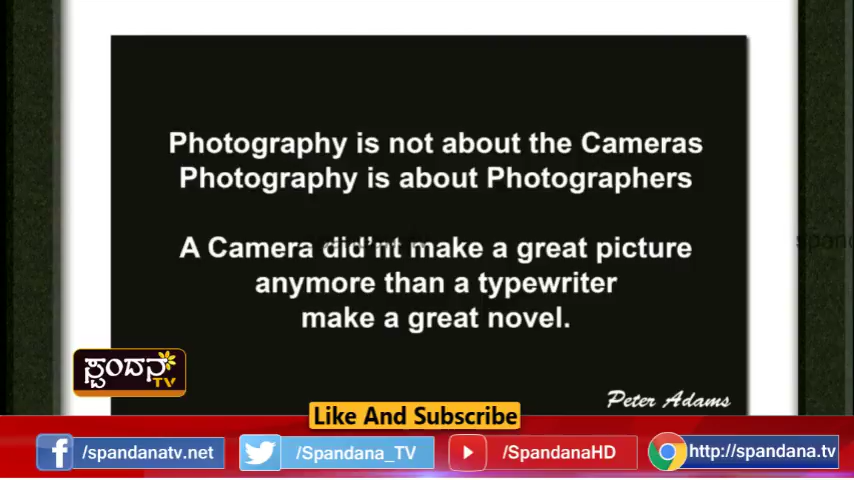 Photography is not about the Cameras
Photography is about Photographers
A Camera did’nt make a great picture
anymore than a typewriter
make a great novel.
Peter Adams
ಸ್ಪಂದನ
TV
Like And Subscribe
/spandanatv.net
/Spandana_TV
/SpandanaHD
http://spandana.tv